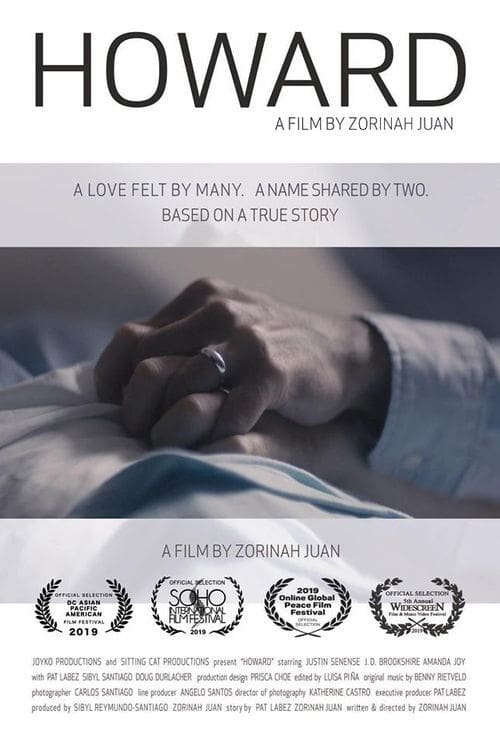 HOWARD
A FILM BY ZORINAH JUAN
A LOVE FELT BY MANY. A NAME SHARED BY TWO.
BASED ON A TRUE STORY
A FILM BY ZORINAH JUAN
OFFICIAL SELECTION
DC ASIAN
PACIFIC
AMERICAN
FILM FESTIVAL
2019
OFFICIAL SELECTION
SOHO
INTERNATIONAL
FILM FESTIVAL
2019
2019
Online Global
Peace Film
Festival
OFFICIAL
SELECTION
OFFICIAL SELECTION
5th Annual
WIDESCREEN
Film & Music Video Festival
2019
JOYKO PRODUCTIONS and SITTING CAT PRODUCTIONS present "HOWARD" starring JUSTIN SENENSE J.D. BROOKSHIRE AMANDA JOY
with PAT LABEZ SIBYL SANTIAGO DOUG DURLACHER production design PRISCA CHOE edited by LUISA PIÑA original music by BENNY RIETVELD
photographer CARLOS SANTIAGO line producer ANGELO SANTOS director of photography KATHERINE CASTRO executive producer PAT LABEZ
produced by SIBYL REYMUNDO-SANTIAGO ZORINAH JUAN story by PAT LABEZ ZORINAH JUAN written & directed by ZORINAH JUAN